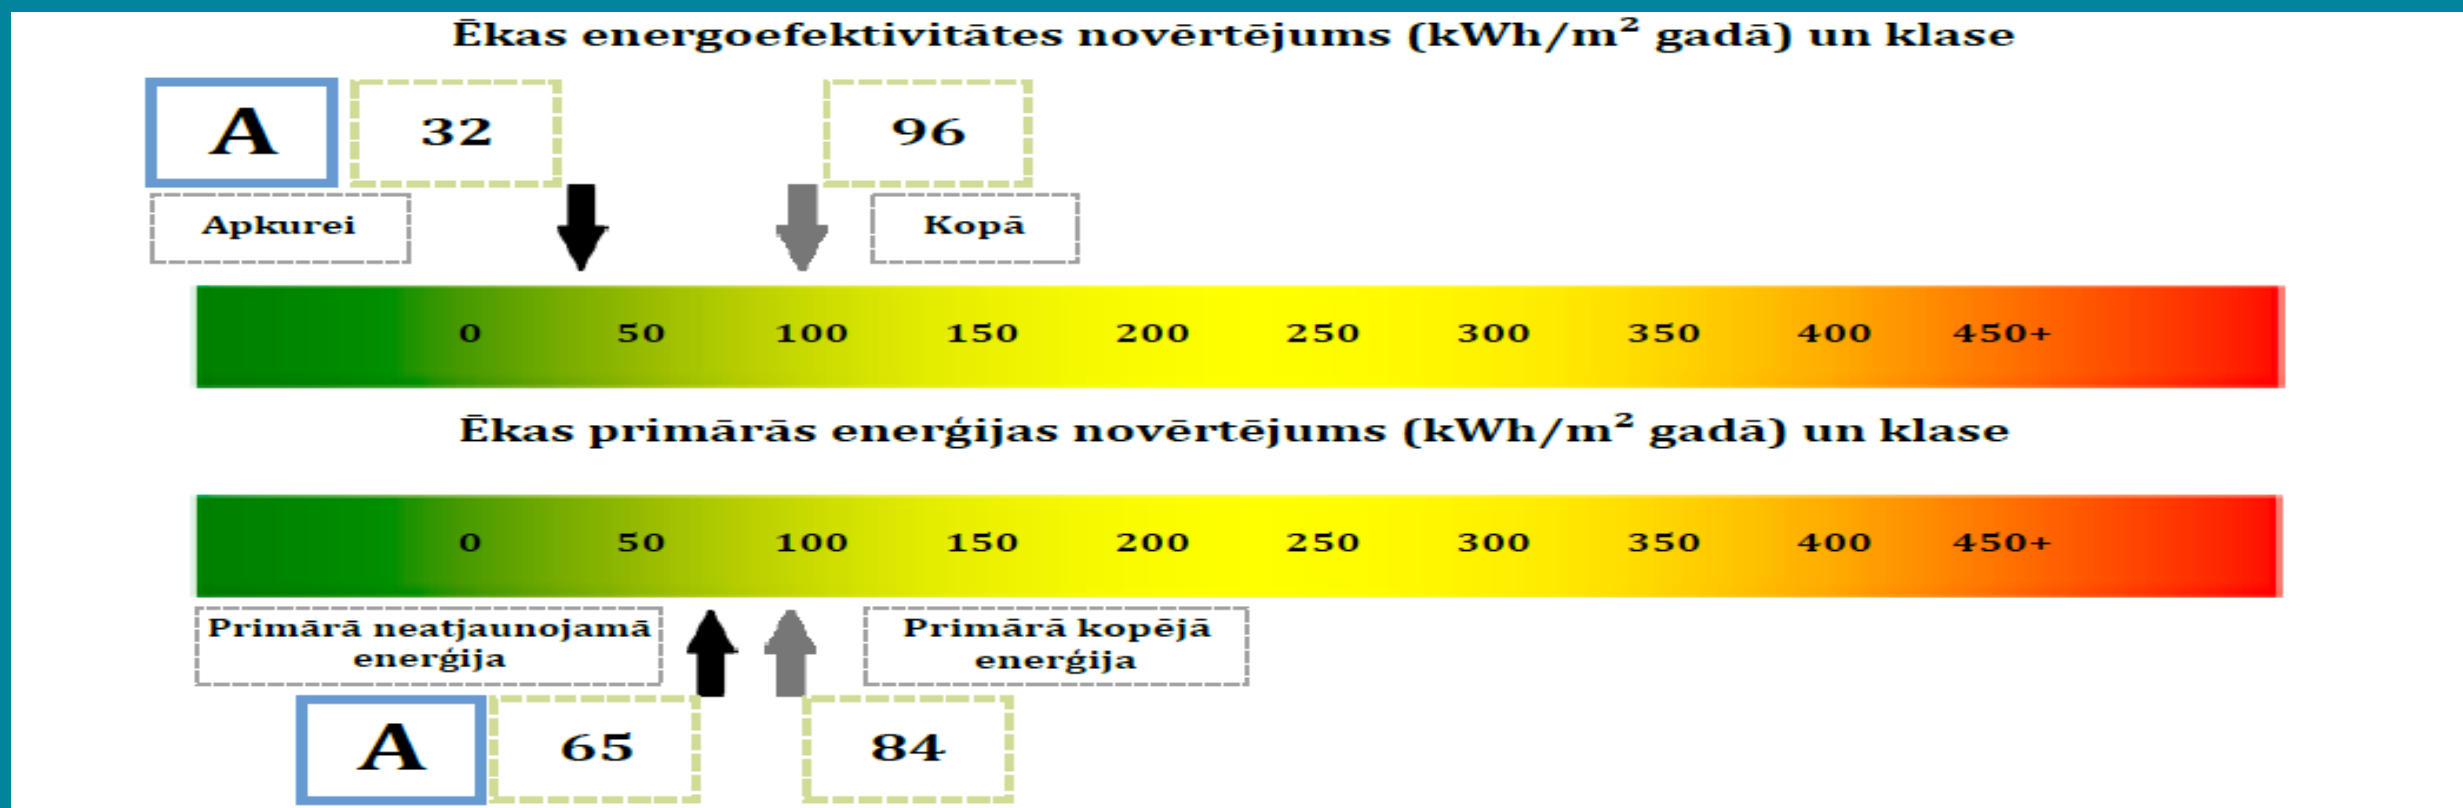 Ēkas energoefektivitātes novērtējums (kWh/m² gadā) un klase
A 32 96
Apkurei Kopā
0 50 100 150 200 250 300 350 400 450+
Ēkas primārās enerģijas novērtējums (kWh/m² gadā) un klase
0 50 100 150 200 250 300 350 400 450+
Primārā neatjaunojamā
enerģija
Primārā kopējā
enerģija
A 65 84